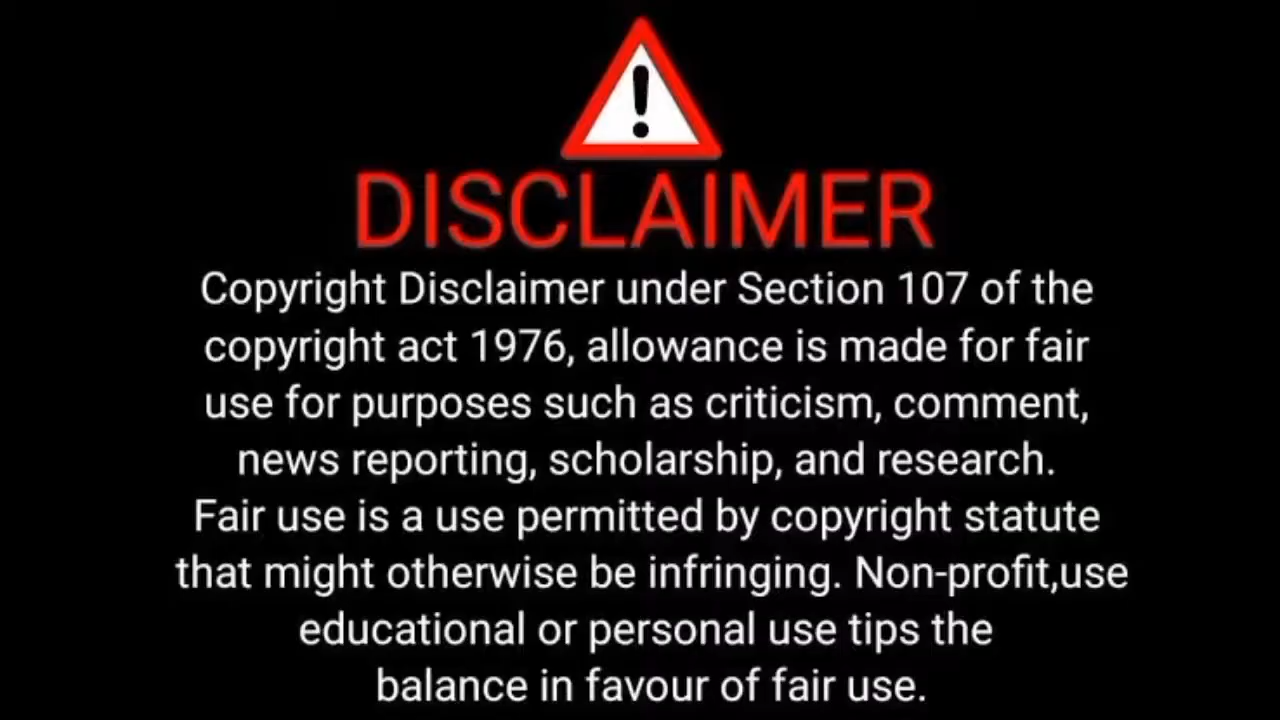 DISCLAIMER
Copyright Disclaimer under Section 107 of the
copyright act 1976, allowance is made for fair
use for purposes such as criticism, comment,
news reporting, scholarship, and research.
Fair use is a use permitted by copyright statute
that might otherwise be infringing. Non-profit,use
educational or personal use tips the
balance in favour of fair use.